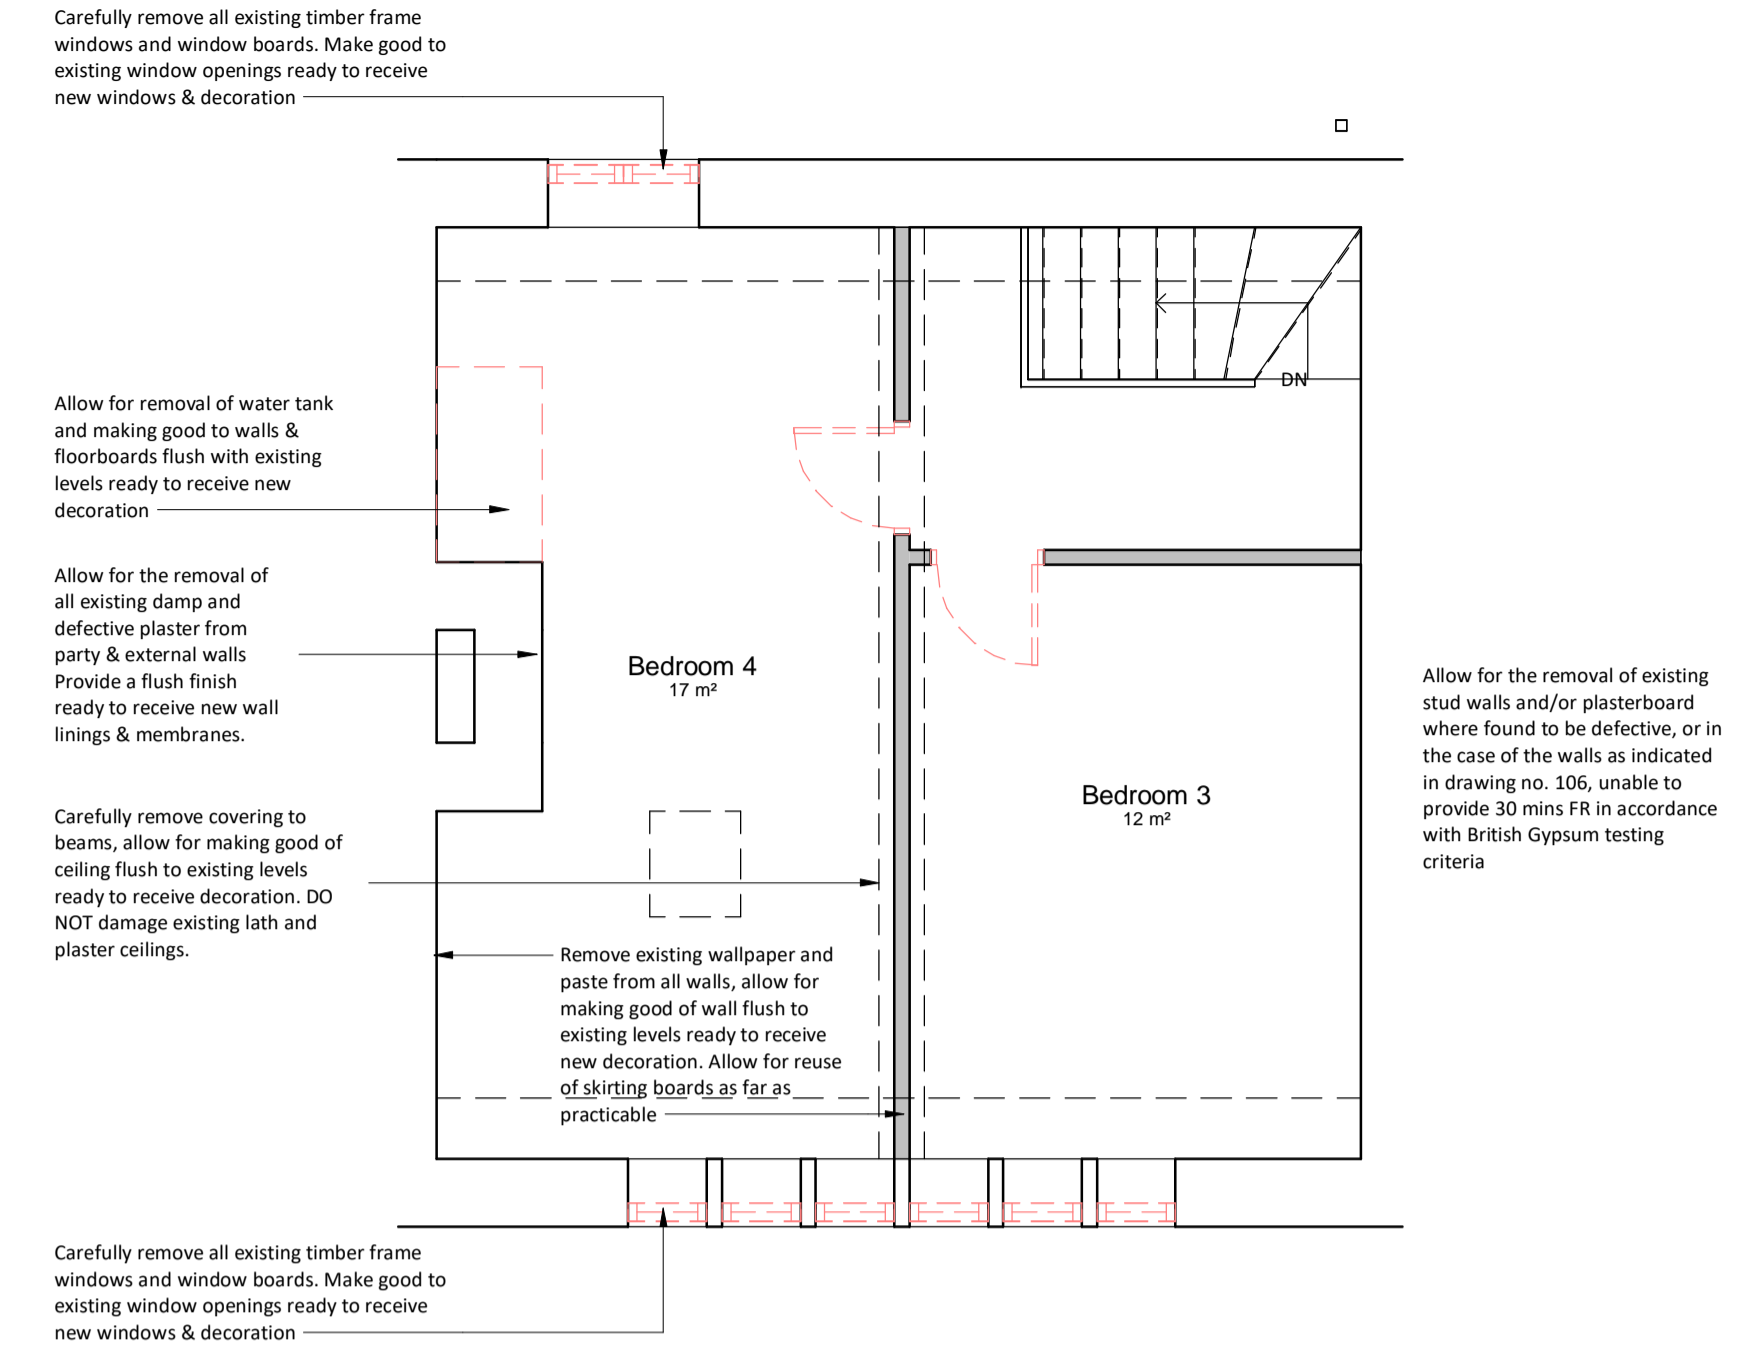 Carefully remove all existing timber frame
windows and window boards. Make good to
existing window openings ready to receive
new windows & decoration
DN
Allow for removal of water tank
and making good to walls &
floorboards flush with existing
levels ready to receive new
decoration
Allow for the removal of
all existing damp and
defective plaster from
party & external walls
Provide a flush finish
ready to receive new wall
linings & membranes.
Bedroom 4
17 m²
Allow for the removal of existing
stud walls and/or plasterboard
where found to be defective, or in
the case of the walls as indicated
in drawing no. 106, unable to
provide 30 mins FR in accordance
with British Gypsum testing
criteria
Bedroom 3
12 m²
Carefully remove covering to
beams, allow for making good of
ceiling flush to existing levels
ready to receive decoration. DO
NOT damage existing lath and
plaster ceilings.
Remove existing wallpaper and
paste from all walls, allow for
making good of wall flush to
existing levels ready to receive
new decoration. Allow for reuse
of skirting boards as far as
practicable
Carefully remove all existing timber frame
windows and window boards. Make good to
existing window openings ready to receive
new windows & decoration